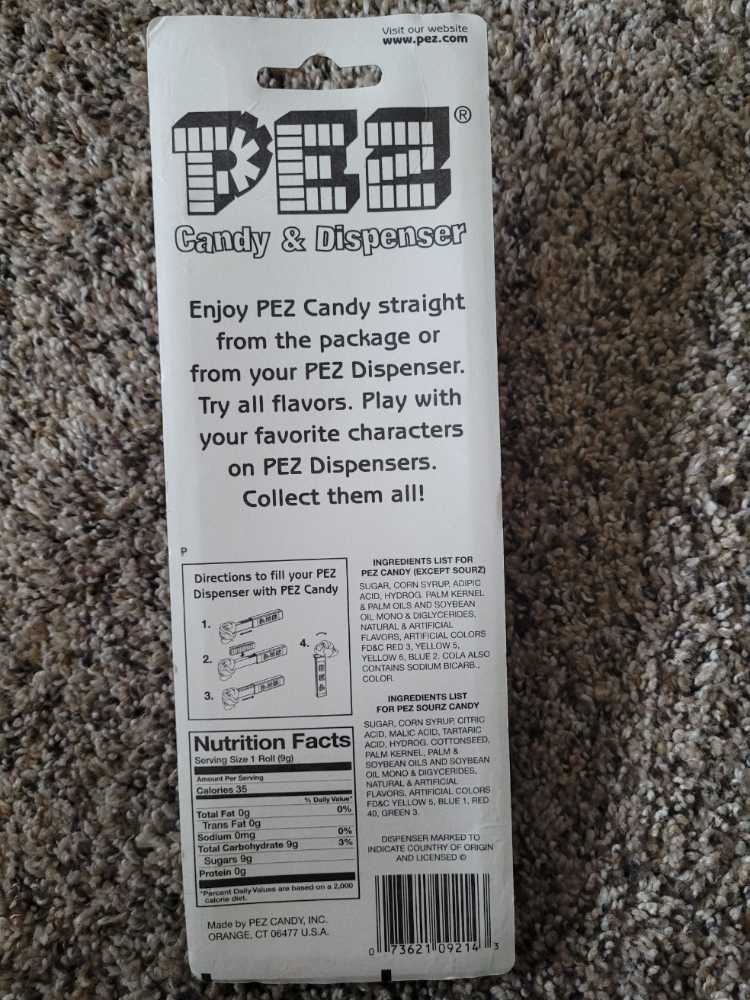 Visit our website
www.pez.com
PEZ®
Candy & Dispenser
Enjoy PEZ Candy straight
from the package or
from your PEZ Dispenser.
Try all flavors. Play with
your favorite characters
on PEZ Dispensers.
Collect them all!
P
Directions to fill your PEZ
Dispenser with PEZ Candy
1.
2.
3.
4.
INGREDIENTS LIST FOR
PEZ CANDY (EXCEPT SOURZ)
SUGAR, CORN SYRUP, ADIPIC
ACID, HYDROG. PALM KERNEL
& PALM OILS AND SOYBEAN
OIL MONO & DIGLYCERIDES,
NATURAL & ARTIFICIAL
FLAVORS, ARTIFICIAL COLORS
FD&C RED 3, YELLOW 5,
YELLOW 6, BLUE 2. COLA ALSO
CONTAINS SODIUM BICARB.,
COLOR.
INGREDIENTS LIST
FOR PEZ SOURZ CANDY
SUGAR, CORN SYRUP, CITRIC
ACID, MALIC ACID, TARTARIC
ACID, HYDROG. COTTONSEED,
PALM KERNEL, PALM &
SOYBEAN OILS AND SOYBEAN
OIL MONO & DIGYCERIDES,
NATURAL & ARTIFICIAL
FLAVORS, ARTIFICIAL COLORS
FD&C YELLOW 5, BLUE 1, RED
40, GREEN 3.
DISPENSER MARKED TO
INDICATE COUNTRY OF ORIGIN
AND LICENSED ©
Nutrition Facts
Serving Size 1 Roll (9g)
Amount Per Serving
Calories 35
% Daily Value*
Total Fat 0g 0%
Trans Fat 0g
Sodium 0mg 0%
Total Carbohydrate 9g 3%
Sugars 9g
Protein 0g
*Percent Daily Values are based on a 2,000
calorie diet.
Made by PEZ CANDY, INC.
ORANGE, CT 06477 U.S.A.
0 73621 09214 3